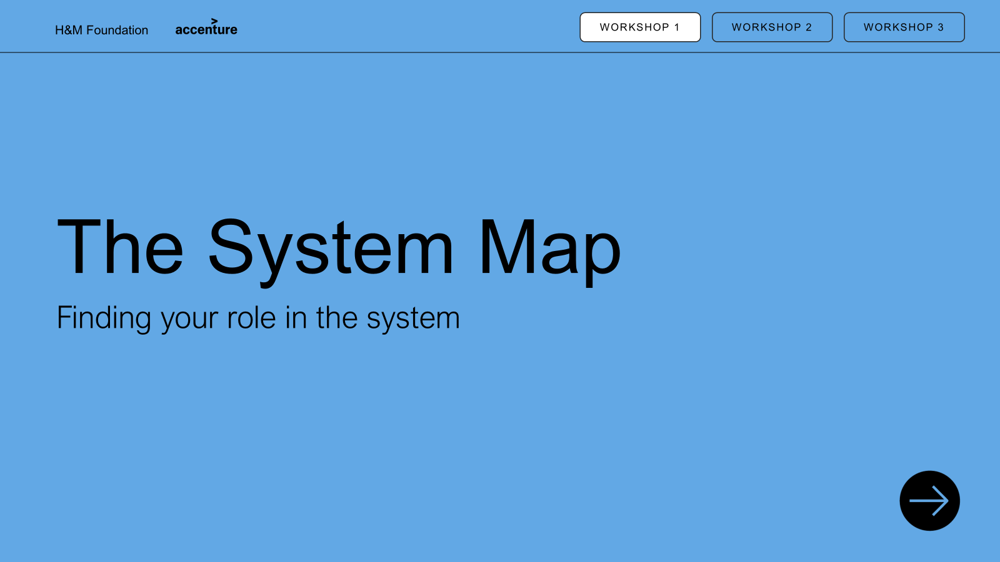 H&M Foundation
accenture
WORKSHOP 1
WORKSHOP 2
WORKSHOP 3
The System Map
Finding your role in the system